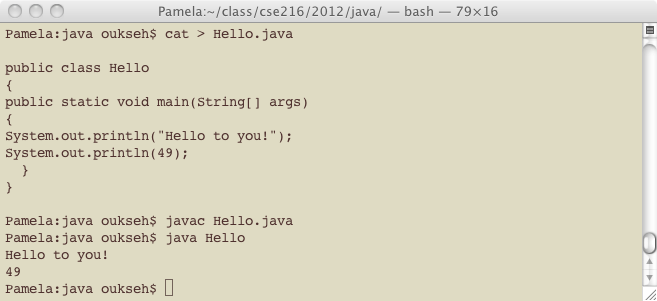 Pamela:~/class/cse216/2012/java/ — bash — 79×16
Pamela:java oukseh$ cat > Hello.java

public class Hello
{
public static void main(String[] args)
{
System.out.println("Hello to you!");
System.out.println(49);
  }
}

Pamela:java oukseh$ javac Hello.java
Pamela:java oukseh$ java Hello
Hello to you!
49
Pamela:java oukseh$